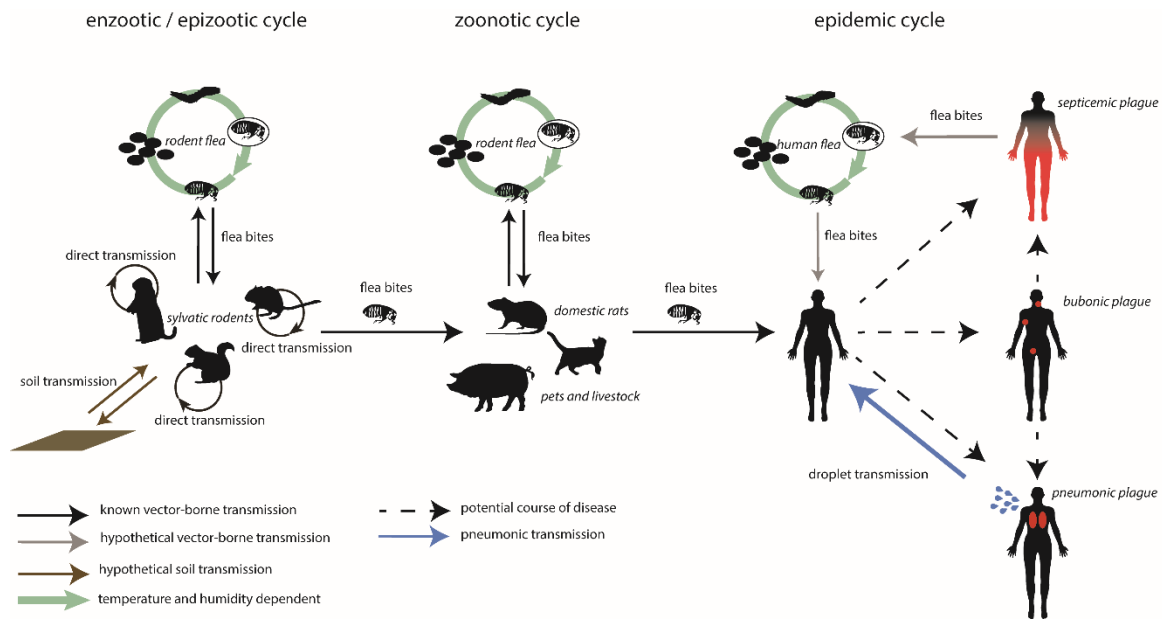 enzootic / epizootic cycle
zoonotic cycle
epidemic cycle
rodent flea
rodent flea
human flea
flea bites
septicemic plague
flea bites
flea bites
flea bites
direct transmission
sylvatic rodents
direct transmission
direct transmission
soil transmission
flea bites
domestic rats
pets and livestock
flea bites
bubonic plague
droplet transmission
pneumonic plague
known vector-borne transmission
hypothetical vector-borne transmission
hypothetical soil transmission
temperature and humidity dependent
potential course of disease
pneumonic transmission